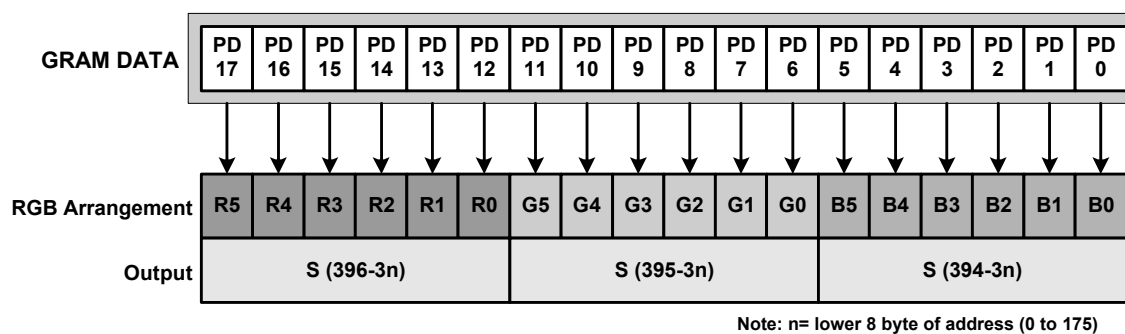 GRAM DATA PD 17 PD 16 PD 15 PD 14 PD 13 PD 12 PD 11 PD 10 PD 9 PD 8 PD 7 PD 6 PD 5 PD 4 PD 3 PD 2 PD 1 PD 0
RGB Arrangement R5 R4 R3 R2 R1 R0 G5 G4 G3 G2 G1 G0 B5 B4 B3 B2 B1 B0
Output S (396-3n) S (395-3n) S (394-3n)
Note: n= lower 8 byte of address (0 to 175)